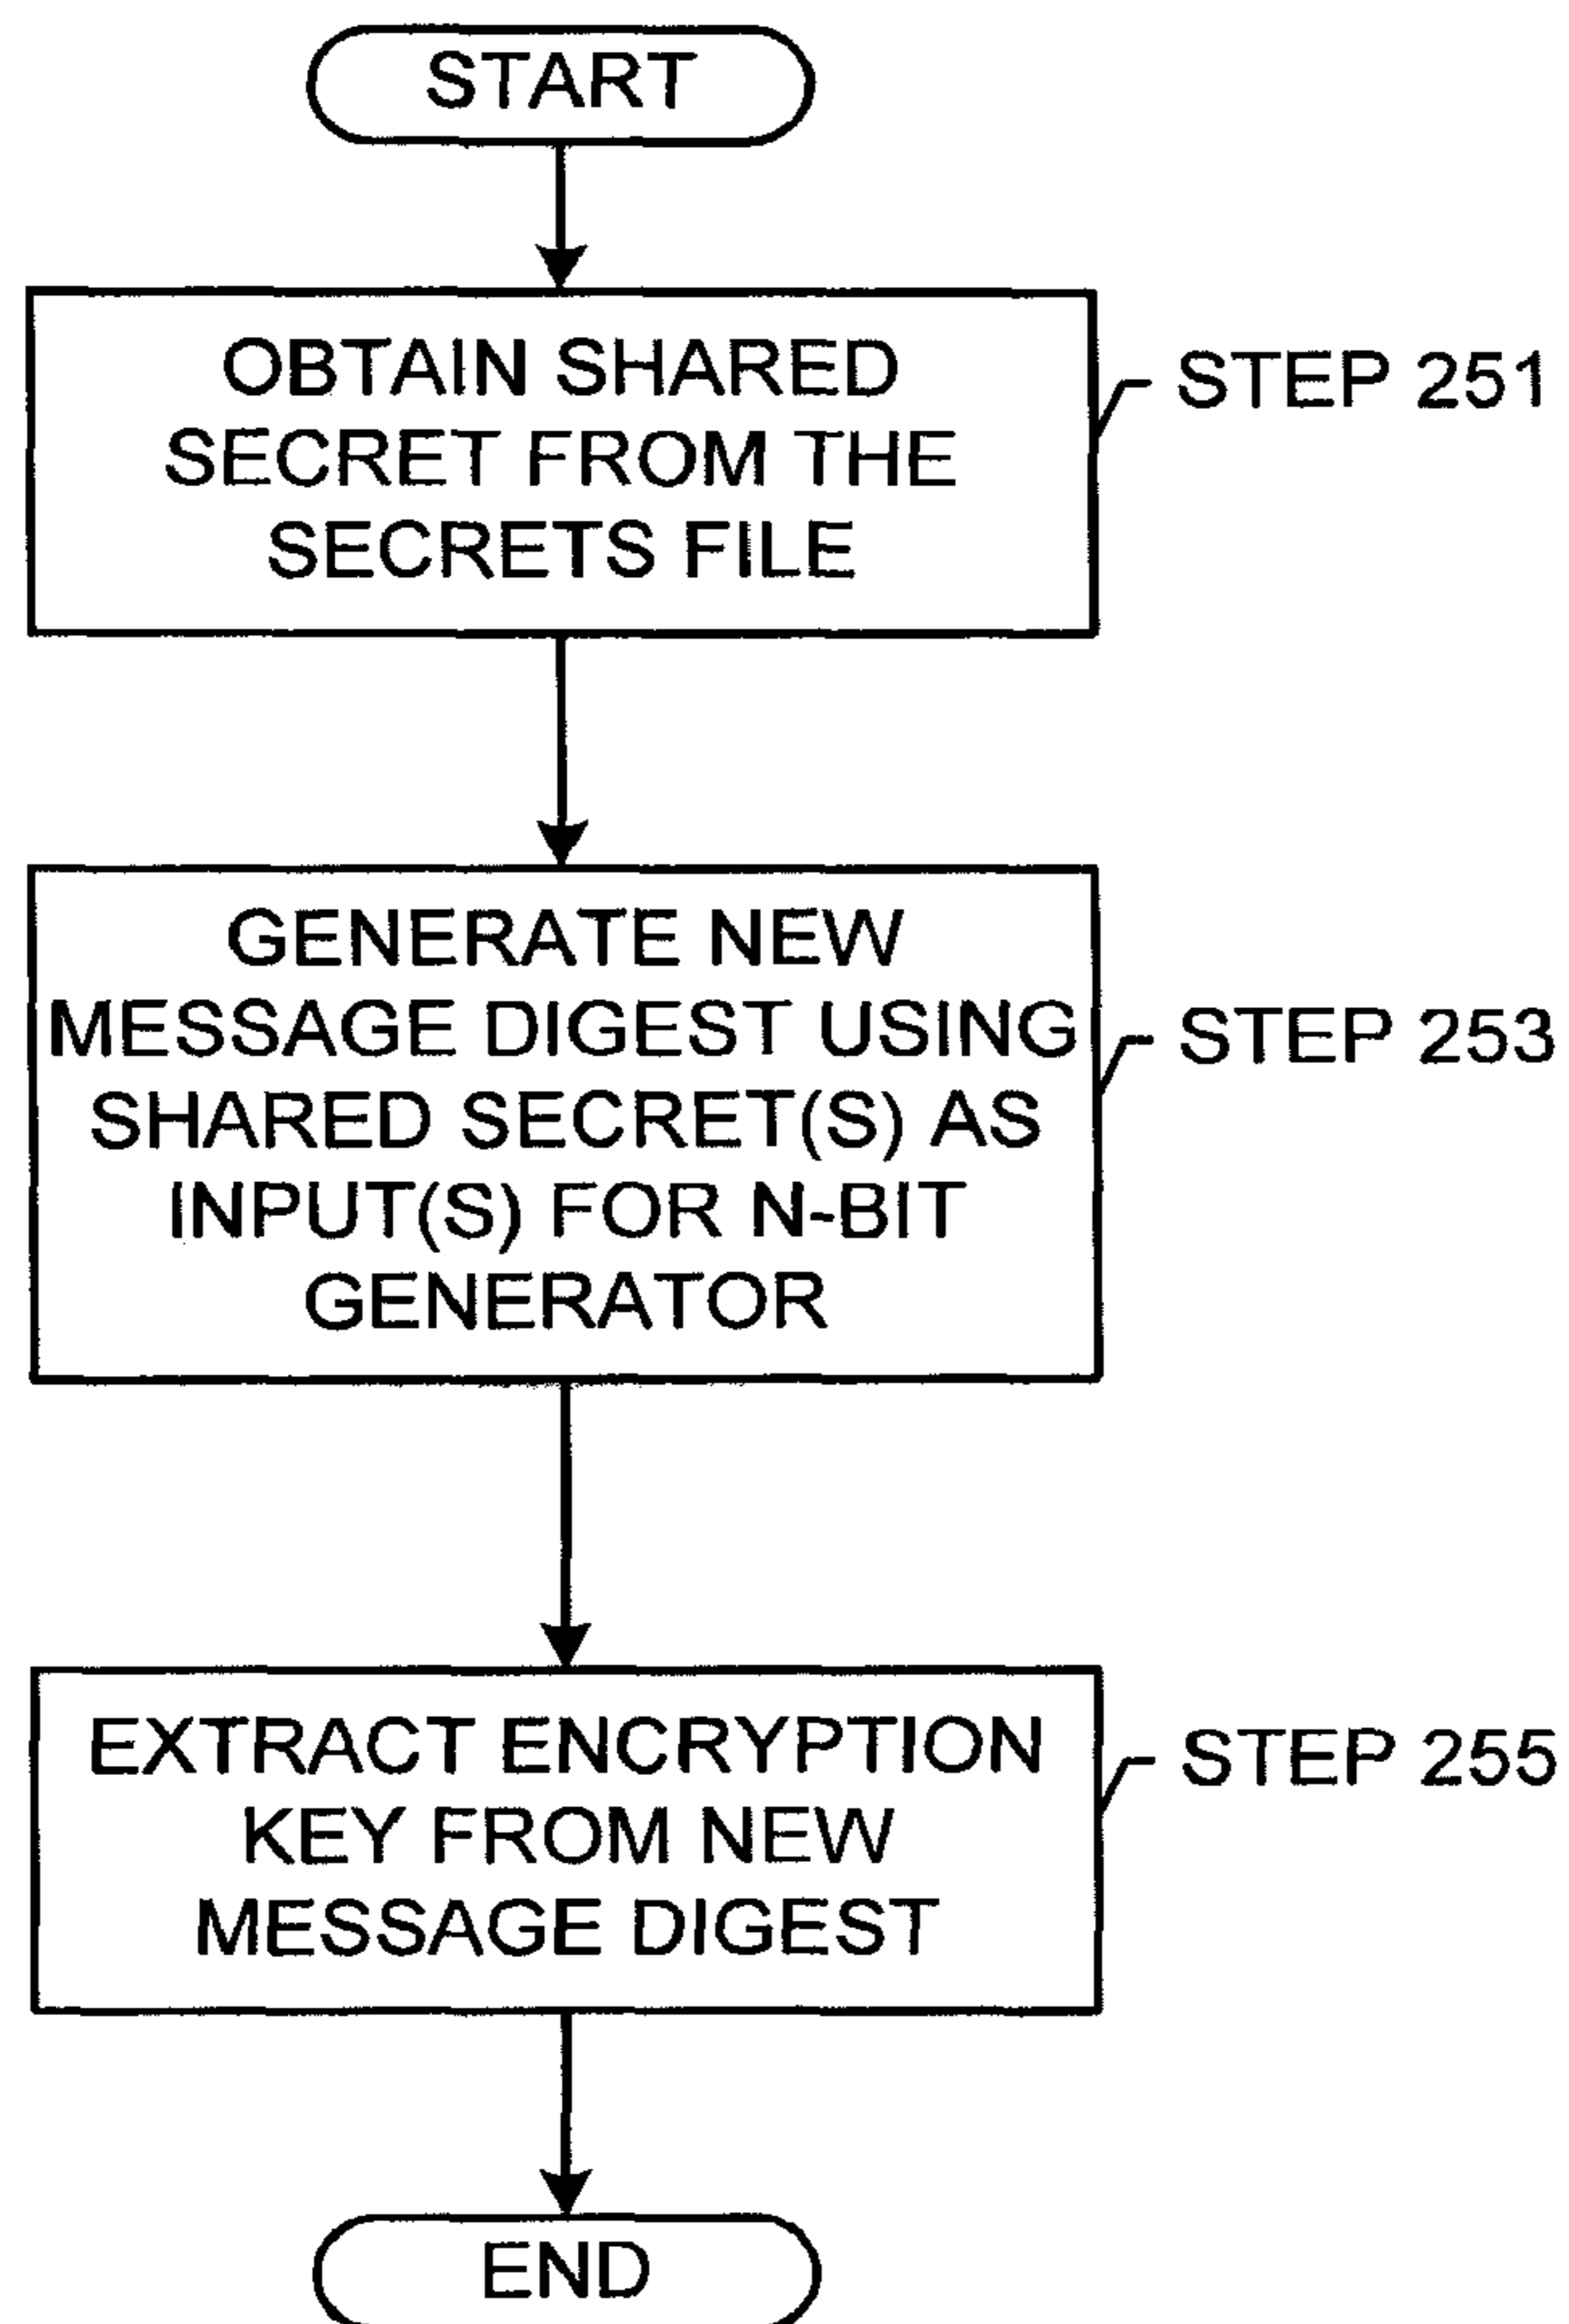 START
OBTAIN SHARED
SECRET FROM THE
SECRETS FILE
STEP 251
GENERATE NEW
MESSAGE DIGEST USING
SHARED SECRET(S) AS
INPUT(S) FOR N-BIT
GENERATOR
STEP 253
EXTRACT ENCRYPTION
KEY FROM NEW
MESSAGE DIGEST
STEP 255
END